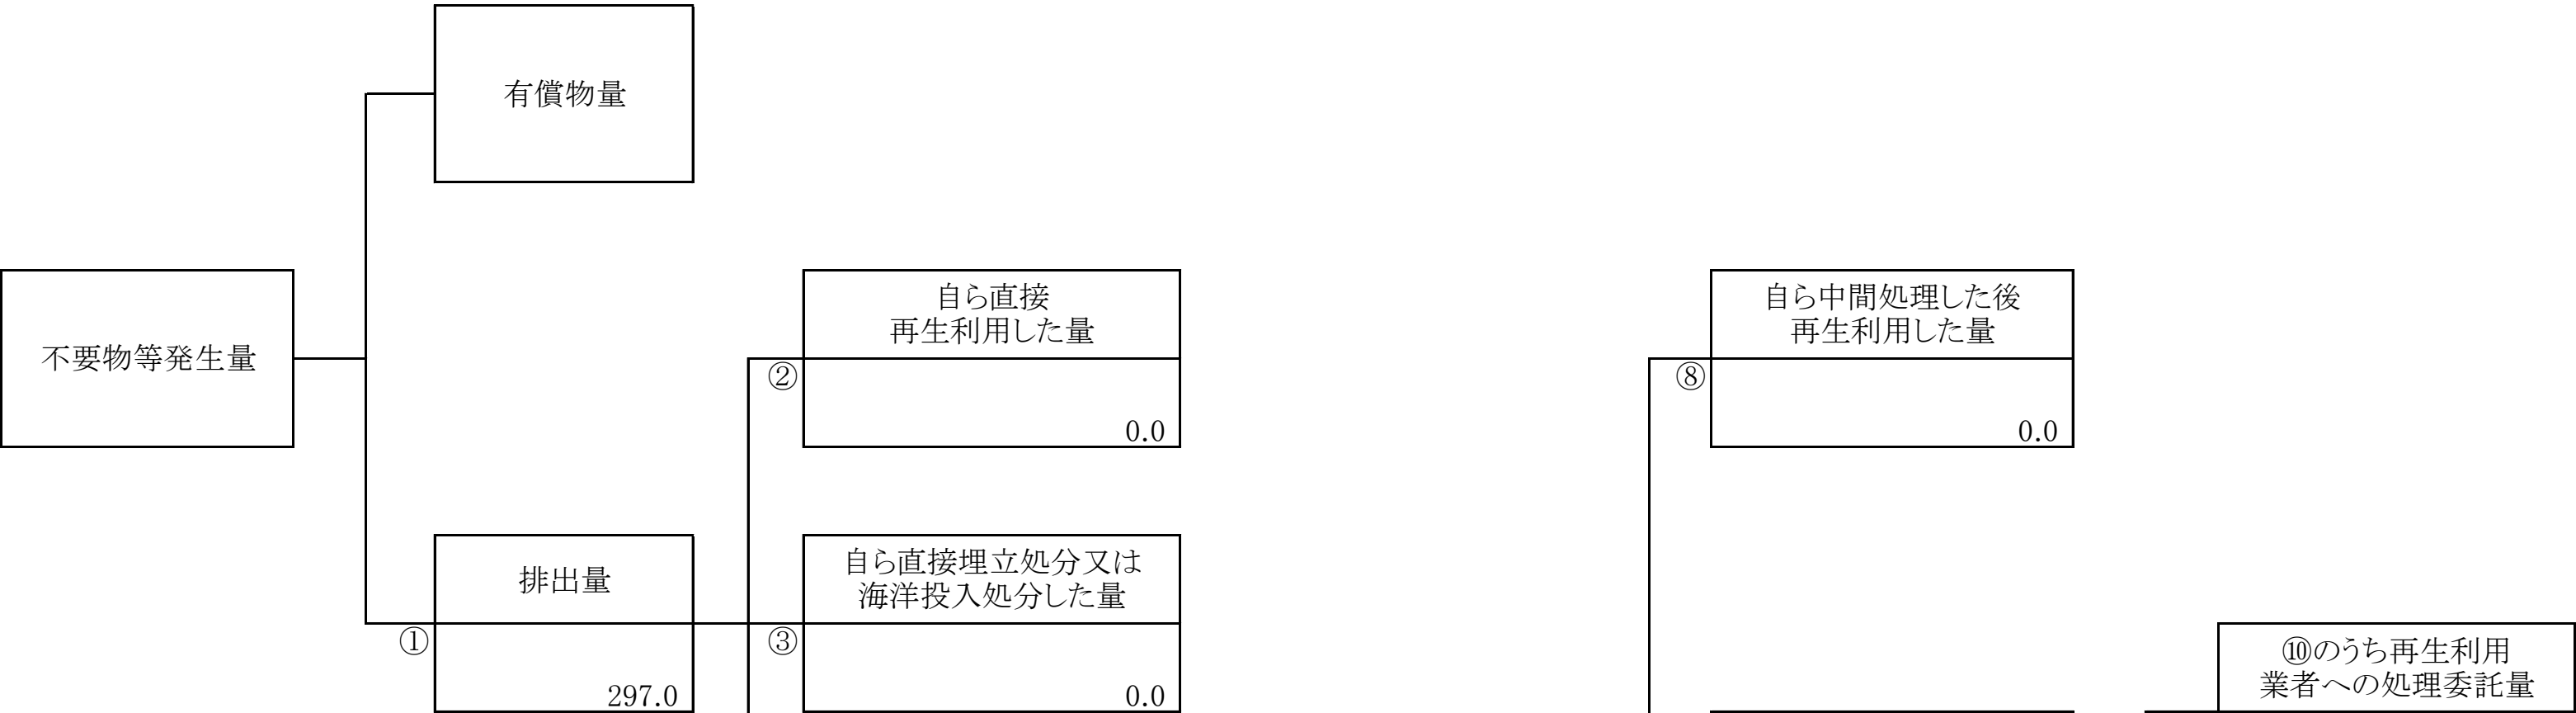 有償物量
不要物等発生量
自ら直接
再生利用した量
②
0.0
自ら中間処理した後
再生利用した量
⑧
0.0
排出量
①
297.0
自ら直接埋立処分又は
海洋投入処分した量
③
0.0
⑩のうち再生利用
業者への処理委託量